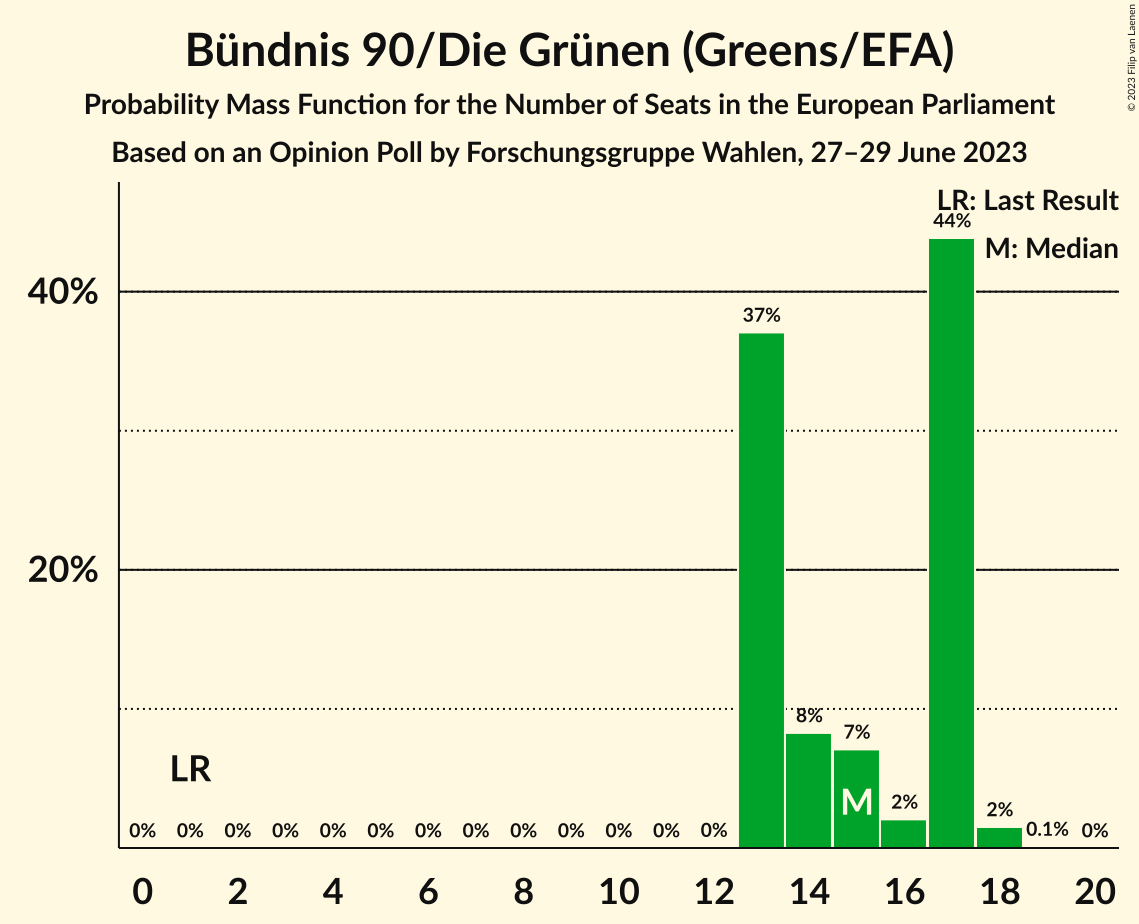 Bündnis 90/Die Grünen (Greens/EFA)
Probability Mass Function for the Number of Seats in the European Parliament
Based on an Opinion Poll by Forschungsgruppe Wahlen, 27–29 June 2023
© 2023 Filip van Laenen
LR: Last Result
M: Median
44%
40%
37%
20%
8%
7%
LR
M
2%
2%
0% 0% 0% 0% 0% 0% 0% 0% 0% 0% 0% 0% 0% 0.1% 0%
0 2 4 6 8 10 12 14 16 18 20